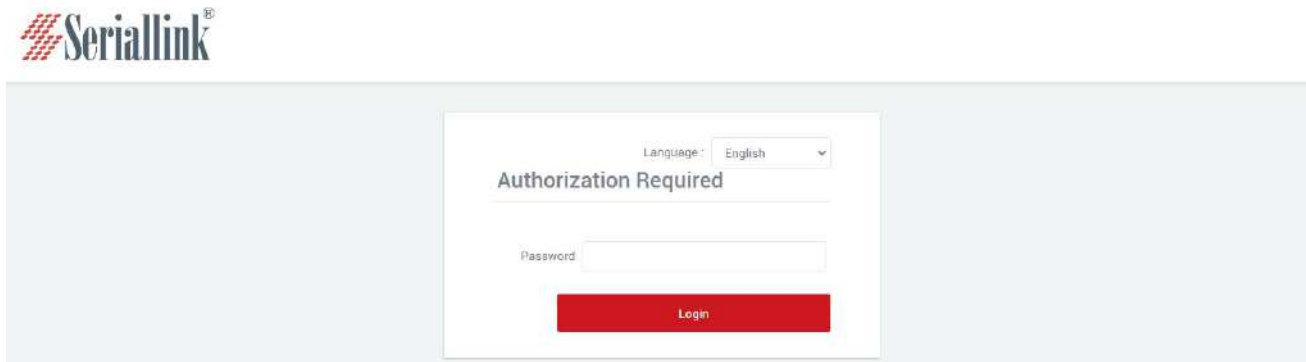 Seriallink®
Language : English
Authorization Required
Password
Login